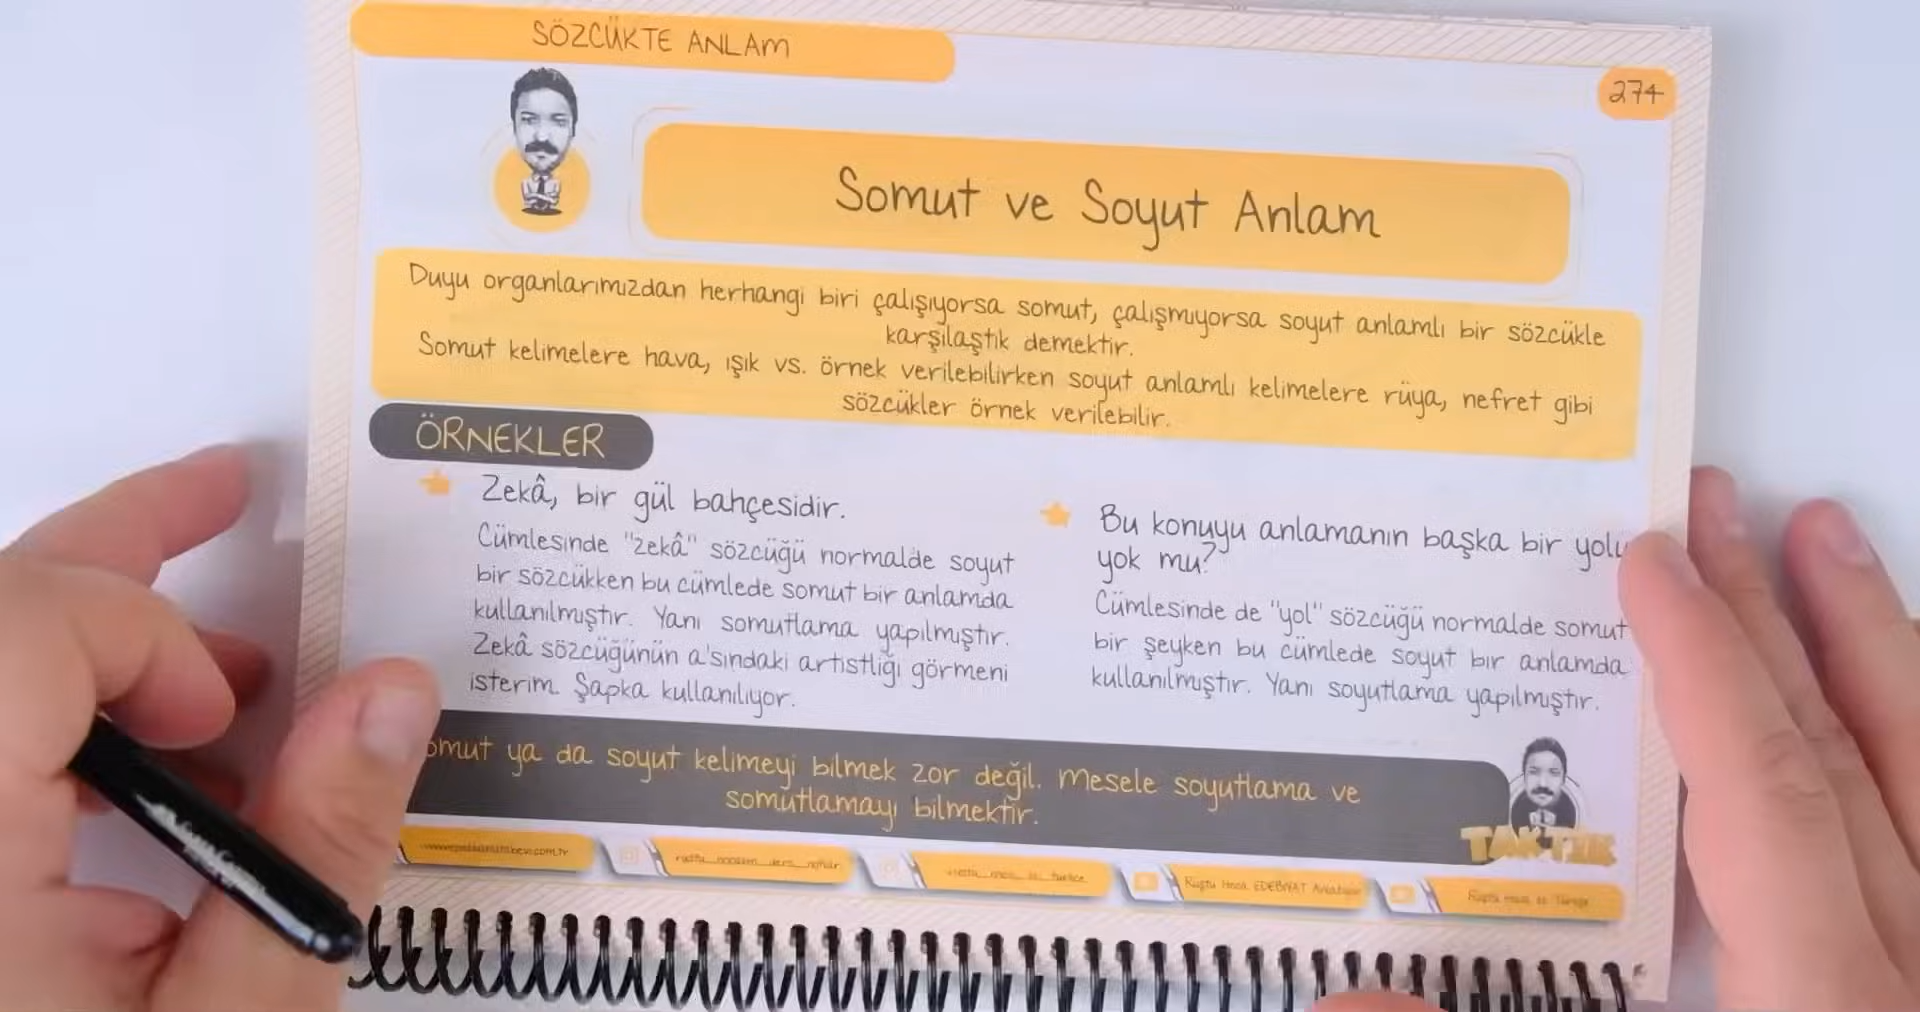 SÖZCÜKTE ANLAM
274
Somut ve Soyut Anlam
Duyu organlarımızdan herhangi biri çalışıyorsa somut, çalışmıyorsa soyut anlamlı bir sözcükle
karşılaştık demektir.
Somut kelimelere hava, ışık vs. örnek verilebilirken soyut anlamlı kelimelere rüya, nefret gibi
sözcükler örnek verilebilir.
ÖRNEKLER
Zekâ, bir gül bahçesidir.
Cümlesinde "zekâ" sözcüğü normalde soyut
bir sözcükken bu cümlede somut bir anlamda
kullanılmıştır. Yani somutlama yapılmıştır.
Zekâ sözcüğünün a'sındaki artistliği görmeni
isterim. Şapka kullanılıyor.
Bu konuyu anlamanın başka bir yolu
yok mu?
Cümlesinde de "yol" sözcüğü normalde somut
bir şeyken bu cümlede soyut bir anlamda
kullanılmıştır. Yani soyutlama yapılmıştır.
omut ya da soyut kelimeyi bilmek zor değil. Mesele soyutlama ve
somutlamayı bilmektir.
TAKTİK
Rüştü Hoca EDEBİYAT